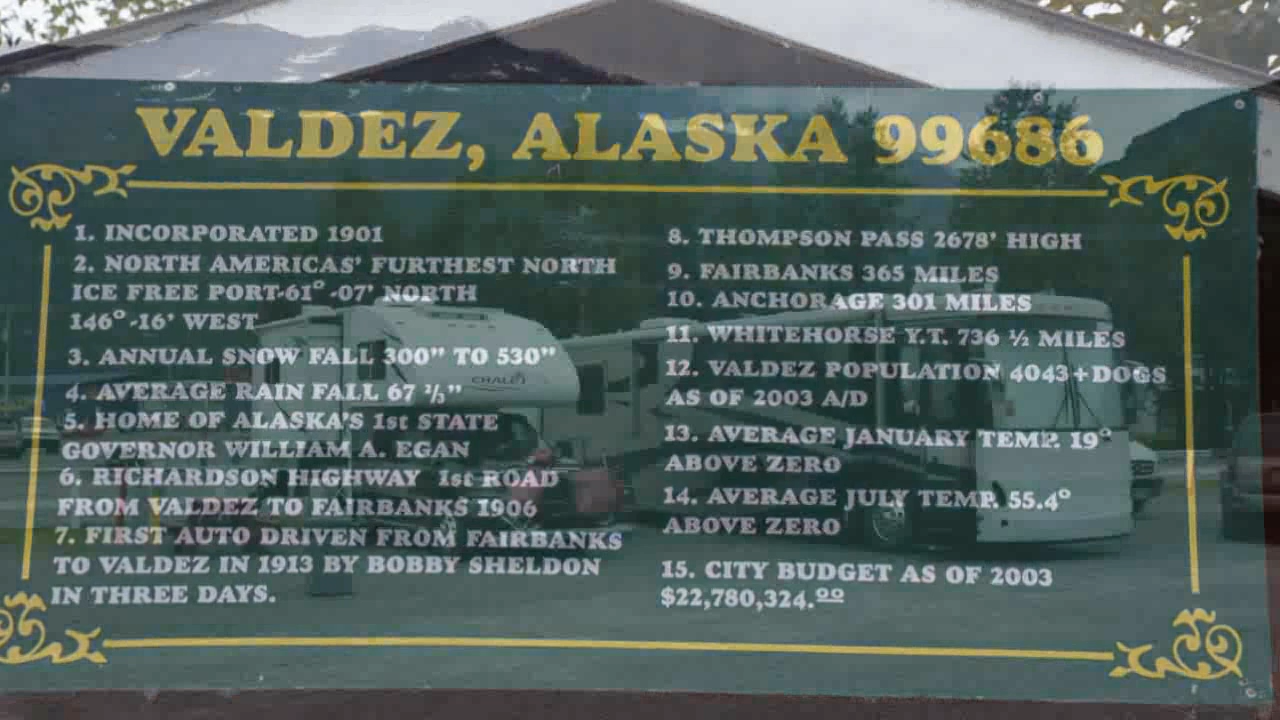 VALDEZ, ALASKA 99686
1. INCORPORATED 1901
2. NORTH AMERICAS' FURTHEST NORTH
ICE FREE PORT-61° -07' NORTH
146° -16' WEST
3. ANNUAL SNOW FALL 300" TO 530"
4. AVERAGE RAIN FALL 67 ⅔"
5. HOME OF ALASKA'S 1st STATE
GOVERNOR WILLIAM A. EGAN
6. RICHARDSON HIGHWAY 1st ROAD
FROM VALDEZ TO FAIRBANKS 1906
7. FIRST AUTO DRIVEN FROM FAIRBANKS
TO VALDEZ IN 1913 BY BOBBY SHELDON
IN THREE DAYS.
8. THOMPSON PASS 2678' HIGH
9. FAIRBANKS 365 MILES
10. ANCHORAGE 301 MILES
11. WHITEHORSE Y.T. 736 ½ MILES
12. VALDEZ POPULATION 4043+DOGS
AS OF 2003 A/D
13. AVERAGE JANUARY TEMP. 19°
ABOVE ZERO
14. AVERAGE JULY TEMP. 55.4°
ABOVE ZERO
15. CITY BUDGET AS OF 2003
$22,780,324.00
CHALET